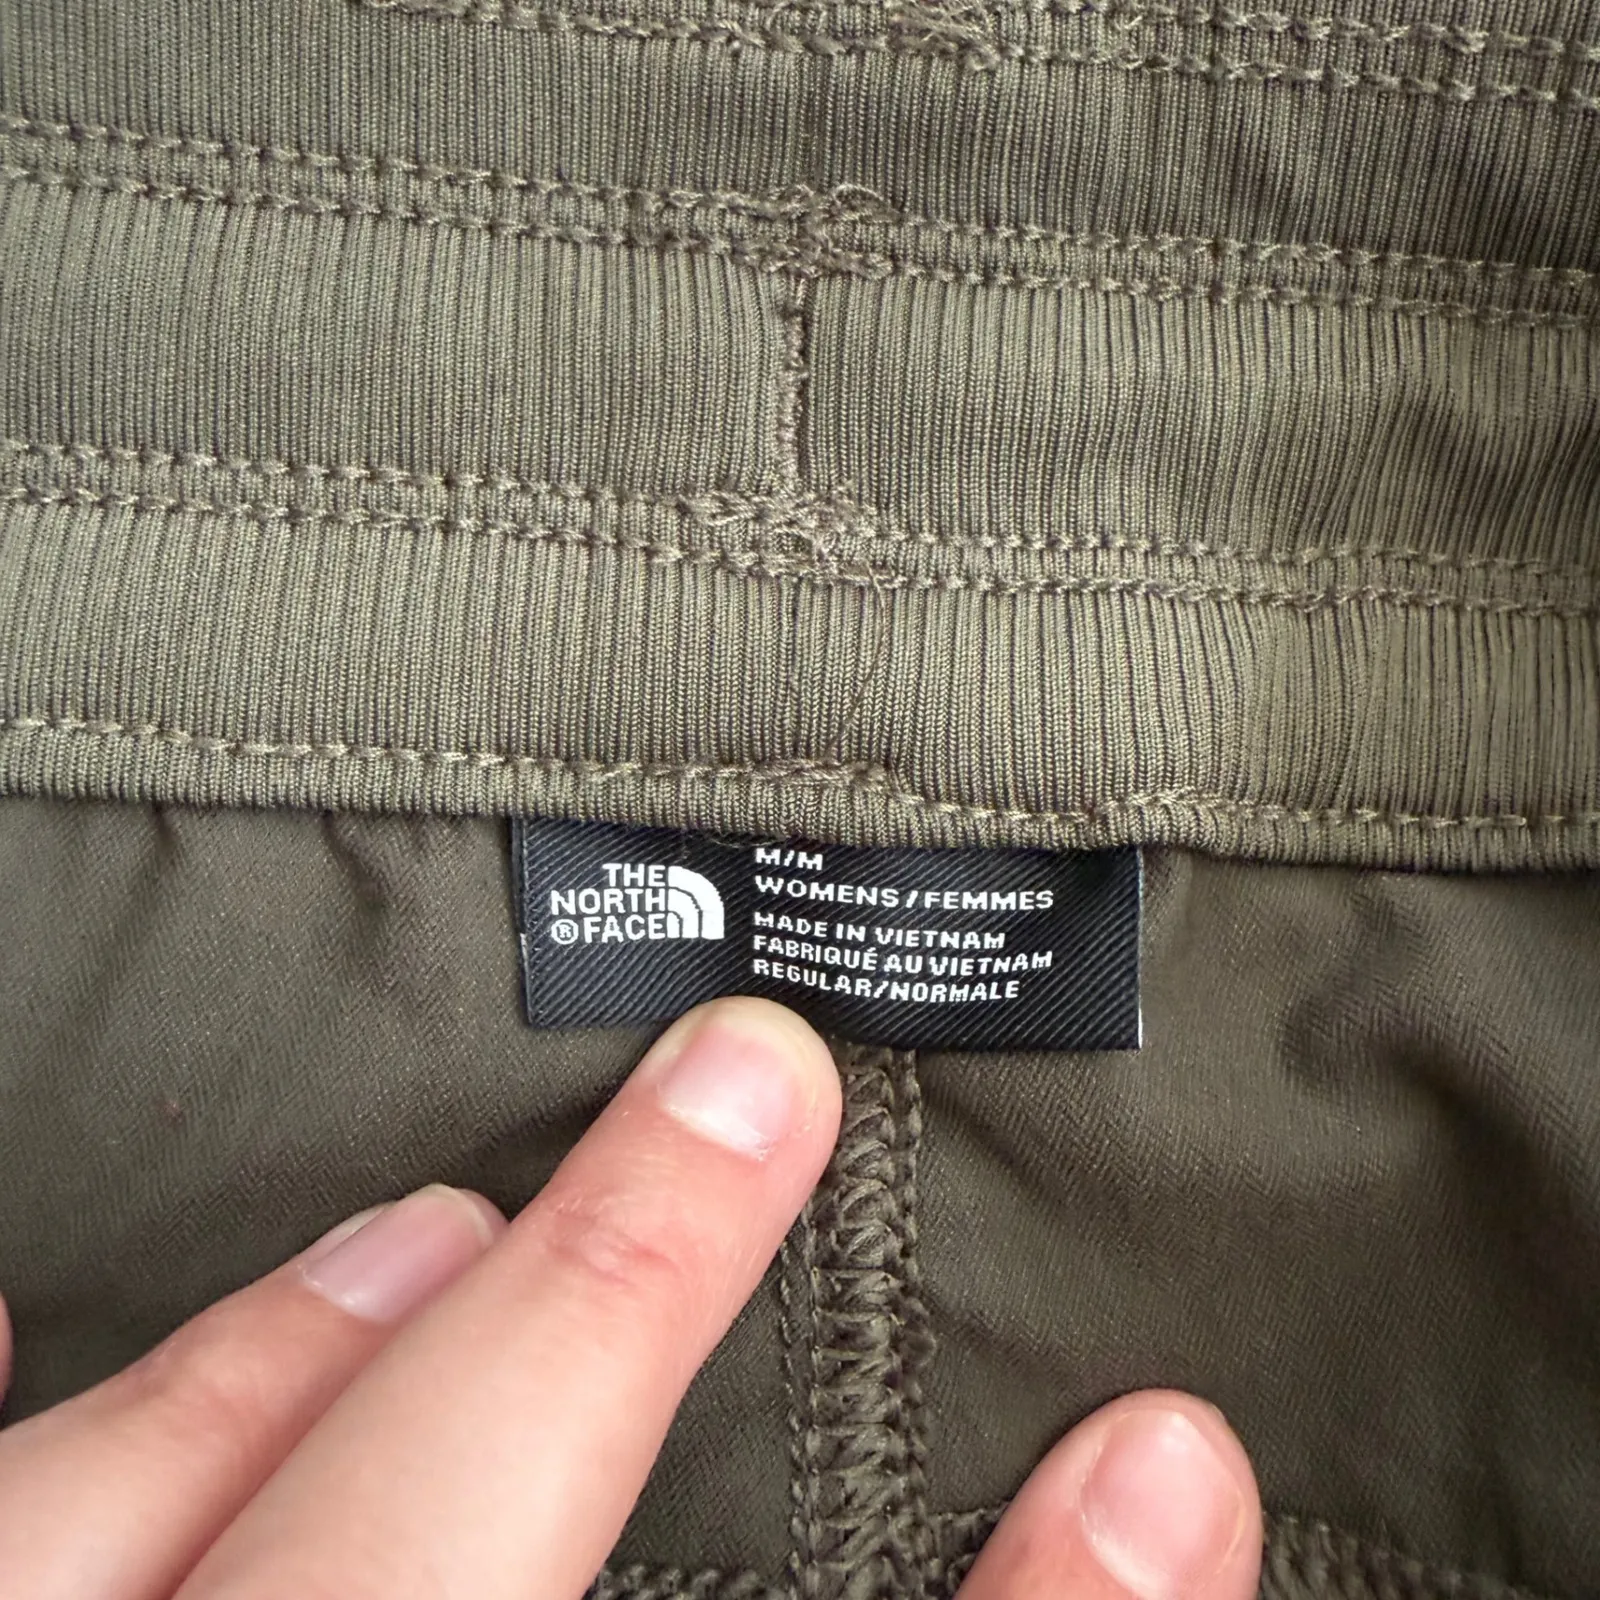 THE
NORTH
® FACE
M/M
WOMENS/FEMMES
MADE IN VIETNAM
FABRIQUÉ AU VIETNAM
REGULAR/NORMALE